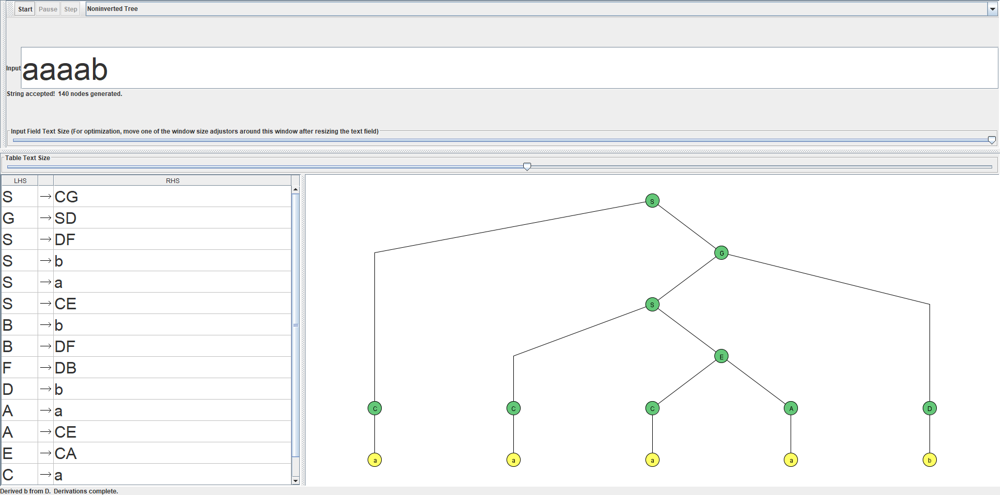 Start Pause Step Noninverted Tree
Input aaaab
String accepted! 140 nodes generated.
Input Field Text Size (For optimization, move one of the window size adjustors around this window after resizing the text field)
Table Text Size
LHS RHS
S → CG
G → SD
S → DF
S → b
S → a
S → CE
B → b
B → DF
F → DB
D → b
A → a
A → CE
E → CA
C → a
S
G
S
E
C C C A D
a a a a b
Derived b from D. Derivations complete.